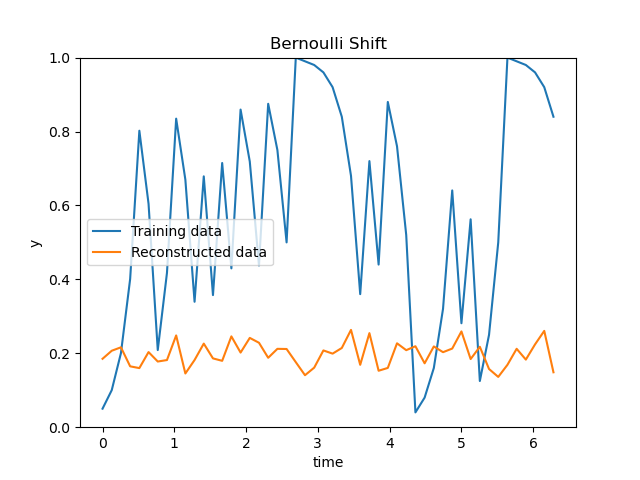 Bernoulli Shift
1.0
0.8
0.6
0.4
0.2
0.0
y
Training data
Reconstructed data
0 1 2 3 4 5 6
time